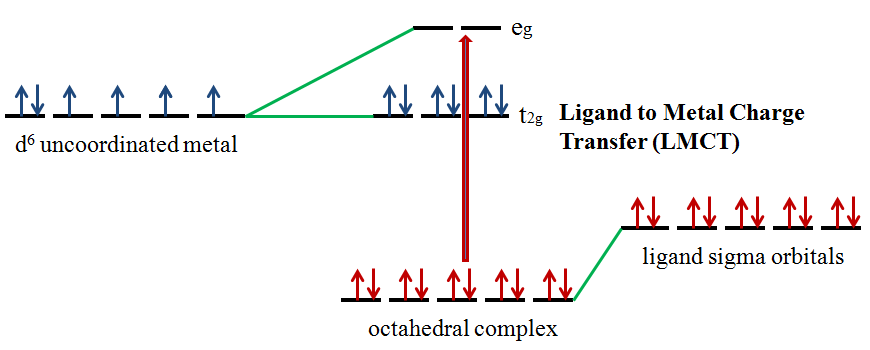 eg
t2g
Ligand to Metal Charge
Transfer (LMCT)
d⁶ uncoordinated metal
ligand sigma orbitals
octahedral complex